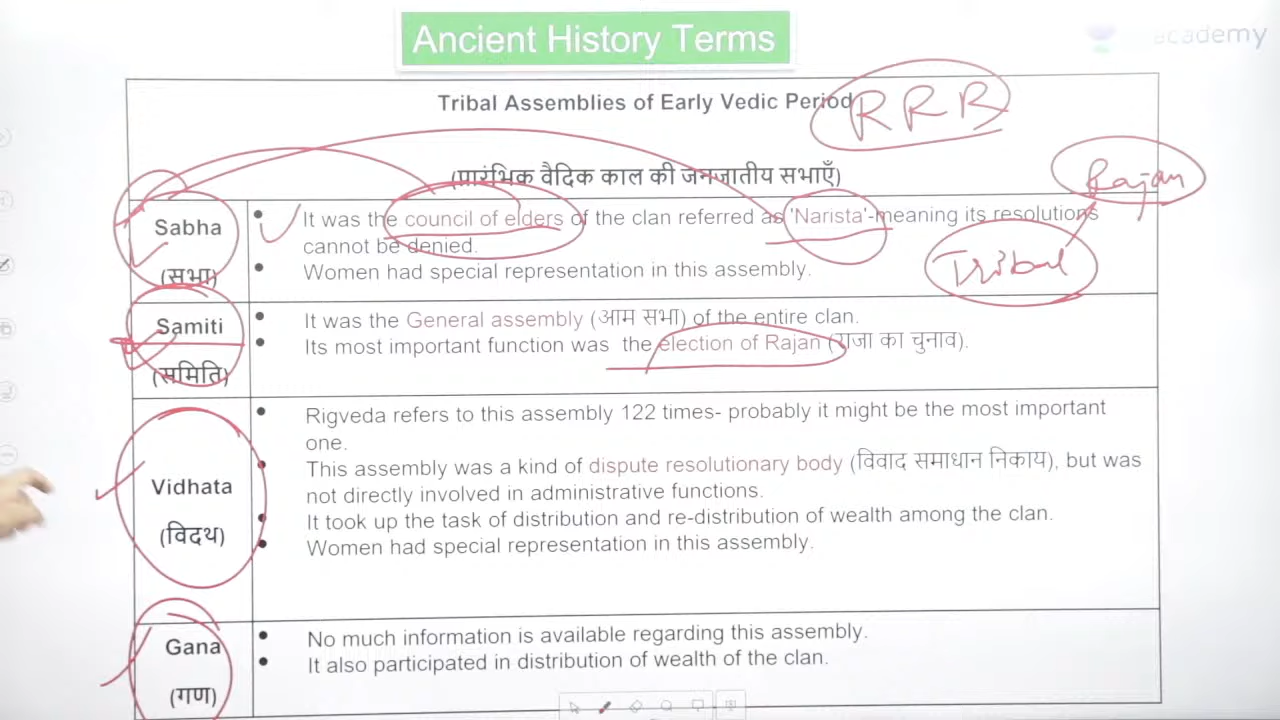 Ancient History Terms
academy
Tribal Assemblies of Early Vedic Period
RRB
(प्रारंभिक वैदिक काल की जनजातीय सभाएँ)
Rajan
Sabha
(सभा)
It was the council of elders of the clan referred as 'Narista'-meaning its resolutions
cannot be denied.
Women had special representation in this assembly.
Tribal
Samiti
(समिति)
It was the General assembly (आम सभा) of the entire clan.
Its most important function was the election of Rajan (राजा का चुनाव).
Vidhata
(विदथ)
Rigveda refers to this assembly 122 times- probably it might be the most important
one.
This assembly was a kind of dispute resolutionary body (विवाद समाधान निकाय), but was
not directly involved in administrative functions.
It took up the task of distribution and re-distribution of wealth among the clan.
Women had special representation in this assembly.
Gana
(गण)
No much information is available regarding this assembly.
It also participated in distribution of wealth of the clan.